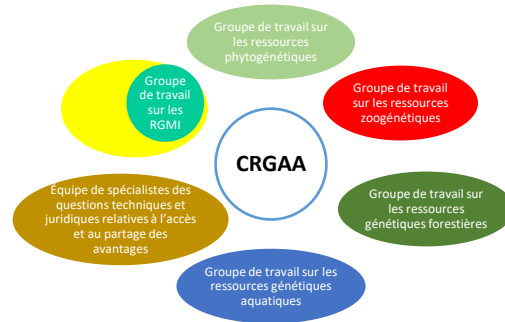 Groupe de travail sur
les ressources
phytogénétiques
Groupe
de travail
sur les
RGMI
Groupe de travail
sur les ressources
zoogénétiques
CRGAA
Équipe de spécialistes des
questions techniques et
juridiques relatives à l’accès
et au partage des
avantages
Groupe de travail sur
les ressources
génétiques forestières
Groupe de travail sur les
ressources génétiques
aquatiques